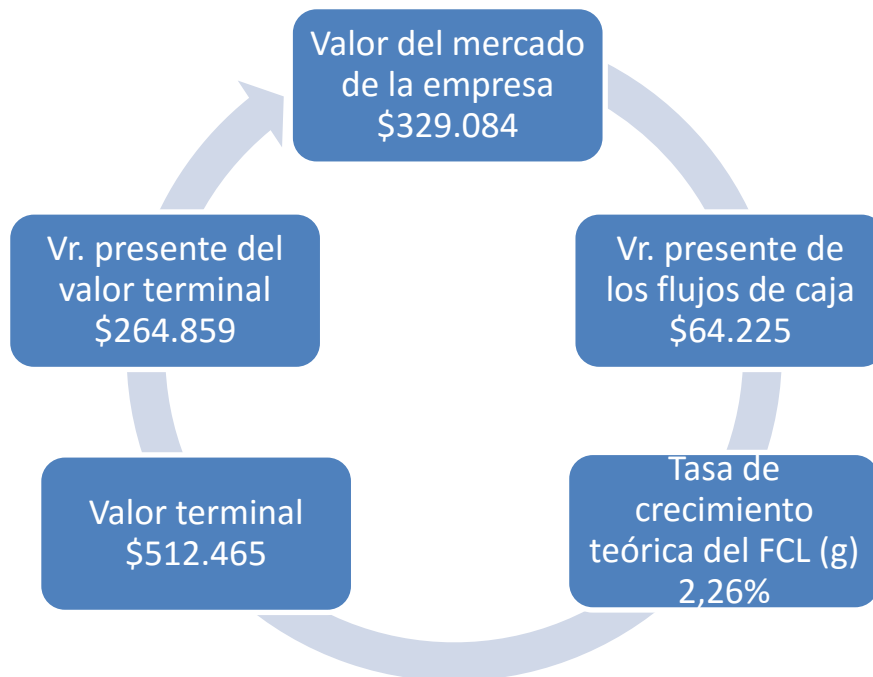 Valor del mercado
de la empresa
$329.084
Vr. presente de
los flujos de caja
$64.225
Tasa de
crecimiento
teórica del FCL (g)
2,26%
Valor terminal
$512.465
Vr. presente del
valor terminal
$264.859